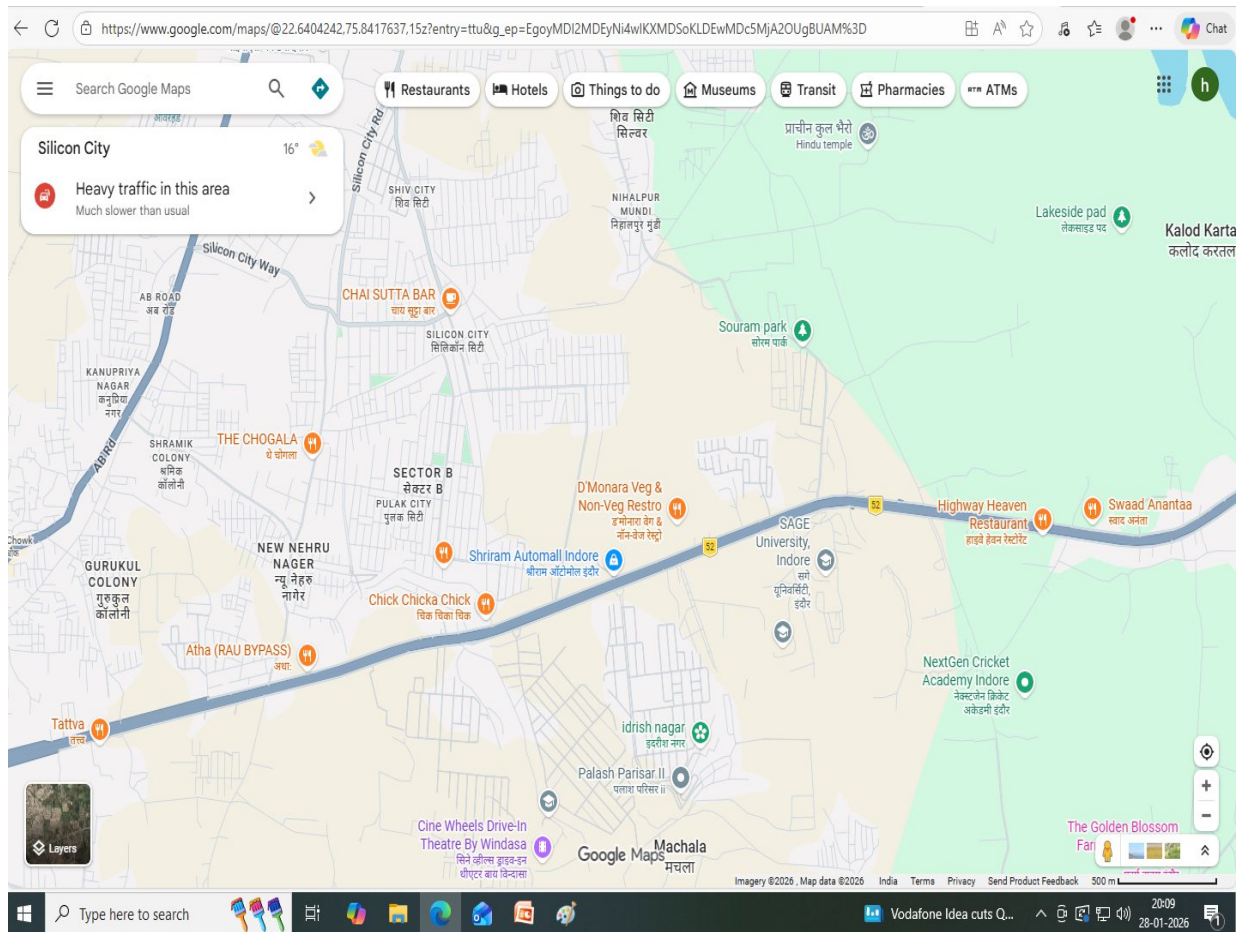 https://www.google.com/maps/@22.6404242,75.8417637,15z?entry=ttu&g_ep=EgoyMDI2MDEyNi4wIKXMDSoKLDEwMDc5MjA2OUgBUAM%3D
Chat
Search Google Maps
Restaurants
Hotels
Things to do
Museums
Transit
Pharmacies
ATM ATMs
h
Silicon City
16°
Heavy traffic in this area
Much slower than usual
Silicon City Rd
शिव सिटी
सिल्वर
प्राचीन कुल भैरो
Hindu temple
SHIV CITY
शिव सिटी
NIHALPUR
MUNDI
निहालपुर मुंडी
Lakeside pad
लेकसाइड पद
Kalod Karta
कलोद करतल
Silicon City Way
AB ROAD
अब रोड
CHAI SUTTA BAR
चाय सुट्टा बार
SILICON CITY
सिलिकॉन सिटी
Souram park
सोरम पार्क
KANUPRIYA
NAGAR
कनुप्रिया
नगर
AB Rd
SHRAMIK
COLONY
श्रमिक
कॉलोनी
THE CHOGALA
थे चोगला
SECTOR B
सेक्टर B
PULAK CITY
पुलक सिटी
D'Monara Veg &
Non-Veg Restro
ड'मोनारा वेग &
नॉन-वेज रेस्ट्रो
52
SAGE
University,
Indore
सगे
यूनिवर्सिटी,
इंदौर
Highway Heaven
Restaurant
हाइवे हेवन रेस्टोरेंट
Swaad Anantaa
स्वाद अनंता
Chowk
GURUKUL
COLONY
गुरुकुल
कॉलोनी
NEW NEHRU
NAGER
न्यू नेहरु
नागेर
Shriram Automall Indore
श्रीराम ऑटोमोल इंदौर
52
Chick Chicka Chick
चिक चिका चिक
Atha (RAU BYPASS)
अथा:
NextGen Cricket
Academy Indore
नेक्स्टजेन क्रिकेट
अकेडमी इंदौर
Tattva
तत्त्व
idrish nagar
इदरीश नगर
Palash Parisar II
पलाश परिसर ii
Cine Wheels Drive-In
Theatre By Windasa
सिने व्हील्स ड्राइव-इन
थीएटर बाय विन्दासा
Machala
मचला
The Golden Blossom
Far
Layers
Google Maps
Imagery ©2026 , Map data ©2026 India Terms Privacy Send Product Feedback 500 m
Type here to search
Vodafone Idea cuts Q...
20:09
28-01-2026
1